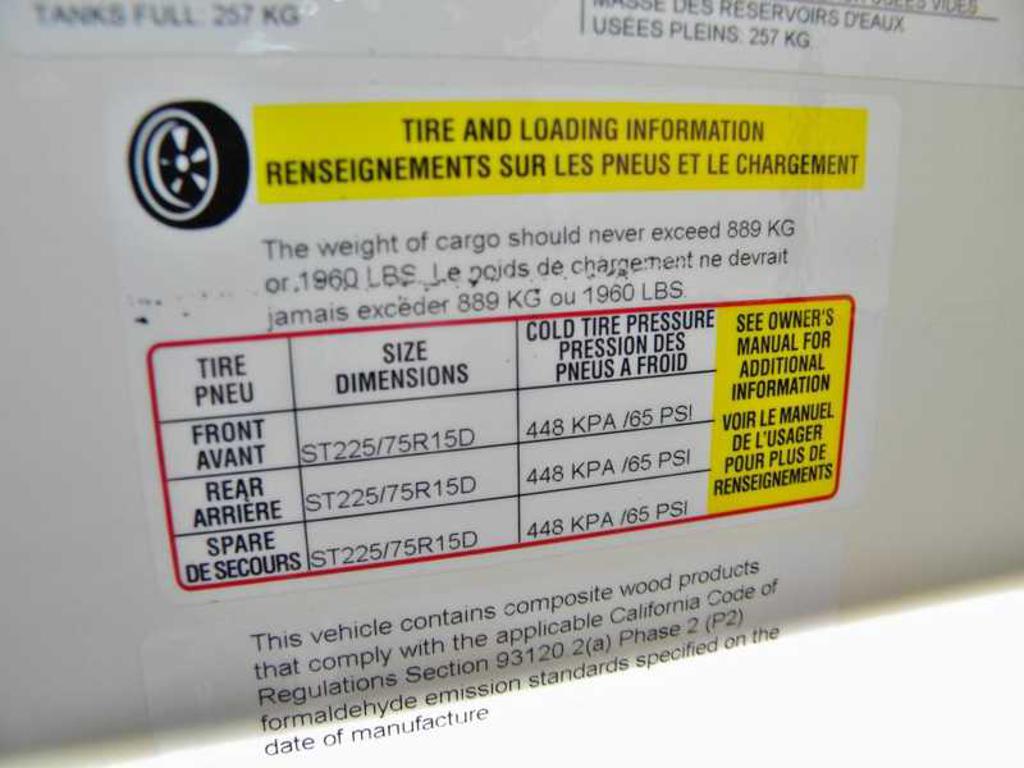 TANKS FULL: 257 KG
MASSE DES RESERVOIRS D'EAUX
USÉES PLEINS: 257 KG
TIRE AND LOADING INFORMATION
RENSEIGNEMENTS SUR LES PNEUS ET LE CHARGEMENT
The weight of cargo should never exceed 889 KG
or 1960 LBS. Le poids de chargement ne devrait
jamais excéder 889 KG ou 1960 LBS.
TIRE
PNEU
SIZE
DIMENSIONS
COLD TIRE PRESSURE
PRESSION DES
PNEUS A FROID
SEE OWNER'S
MANUAL FOR
ADDITIONAL
INFORMATION
VOIR LE MANUEL
DE L'USAGER
POUR PLUS DE
RENSEIGNEMENTS
FRONT
AVANT
ST225/75R15D
448 KPA /65 PSI
REAR
ARRIÈRE
ST225/75R15D
448 KPA /65 PSI
SPARE
DE SECOURS
ST225/75R15D
448 KPA /65 PSI
This vehicle contains composite wood products
that comply with the applicable California Code of
Regulations Section 93120.2(a) Phase 2 (P2)
formaldehyde emission standards specified on the
date of manufacture